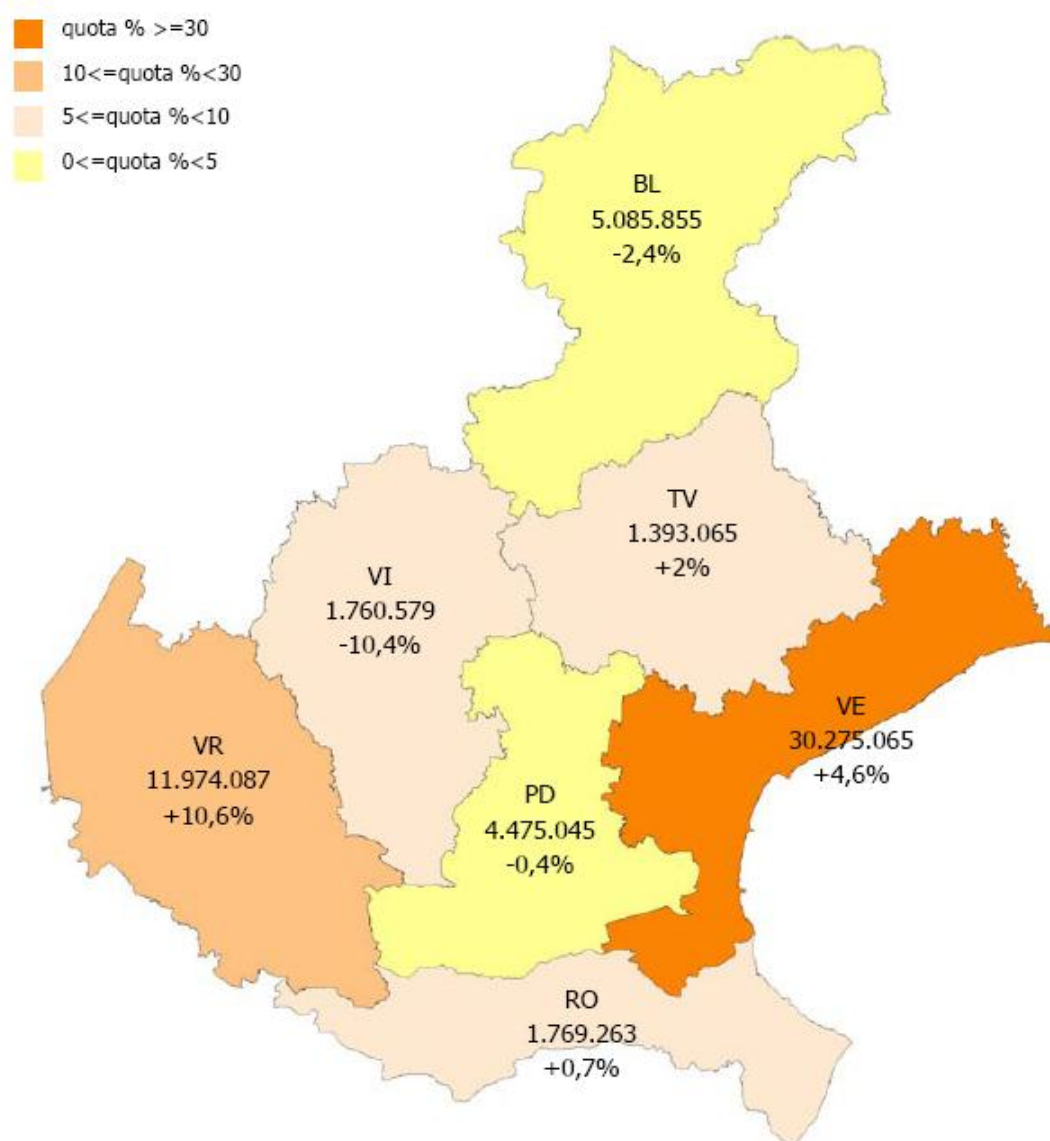 quota % >=30
10<=quota %<30
5<=quota %<10
0<=quota %<5
BL
5.085.855
-2,4%
TV
1.393.065
+2%
VI
1.760.579
-10,4%
VE
30.275.065
+4,6%
VR
11.974.087
+10,6%
PD
4.475.045
-0,4%
RO
1.769.263
+0,7%